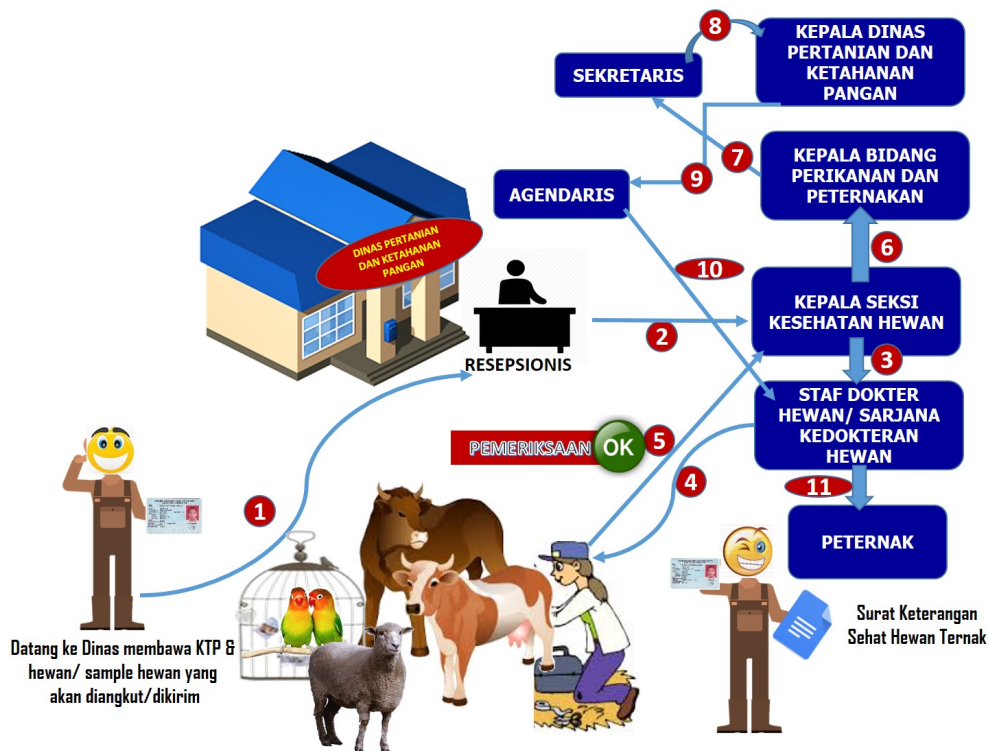 8
KEPALA DINAS
PERTANIAN DAN
KETAHANAN
PANGAN
SEKRETARIS
7
9
KEPALA BIDANG
PERIKANAN DAN
PETERNAKAN
AGENDARIS
DINAS PERTANIAN
DAN KETAHANAN
PANGAN
6
10
KEPALA SEKSI
KESEHATAN HEWAN
2
RESEPSIONIS
3
STAF DOKTER
HEWAN/ SARJANA
KEDOKTERAN
HEWAN
PEMERIKSAAN
OK
5
4
11
1
PETERNAK
Surat Keterangan
Sehat Hewan Ternak
Datang ke Dinas membawa KTP &
hewan/ sample hewan yang
akan diangkut/dikirim